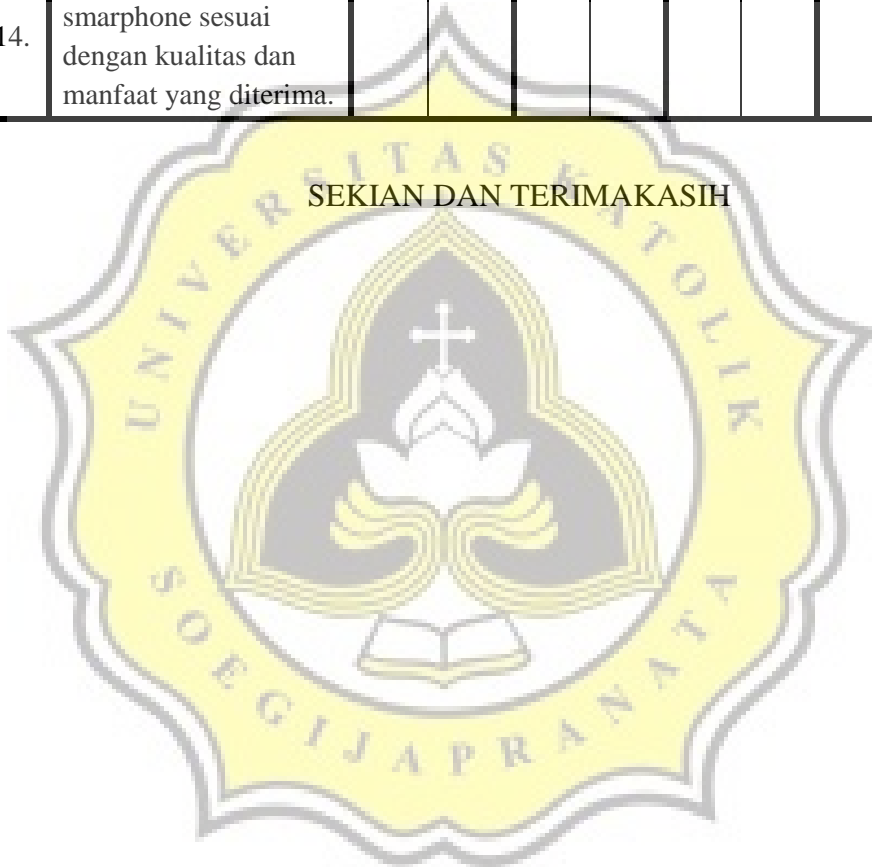 14.
smarphone sesuai
dengan kualitas dan
manfaat yang diterima.
SEKIAN DAN TERIMAKASIH
UNIVERSITAS KATOLIK
SOEGIJAPRANATA